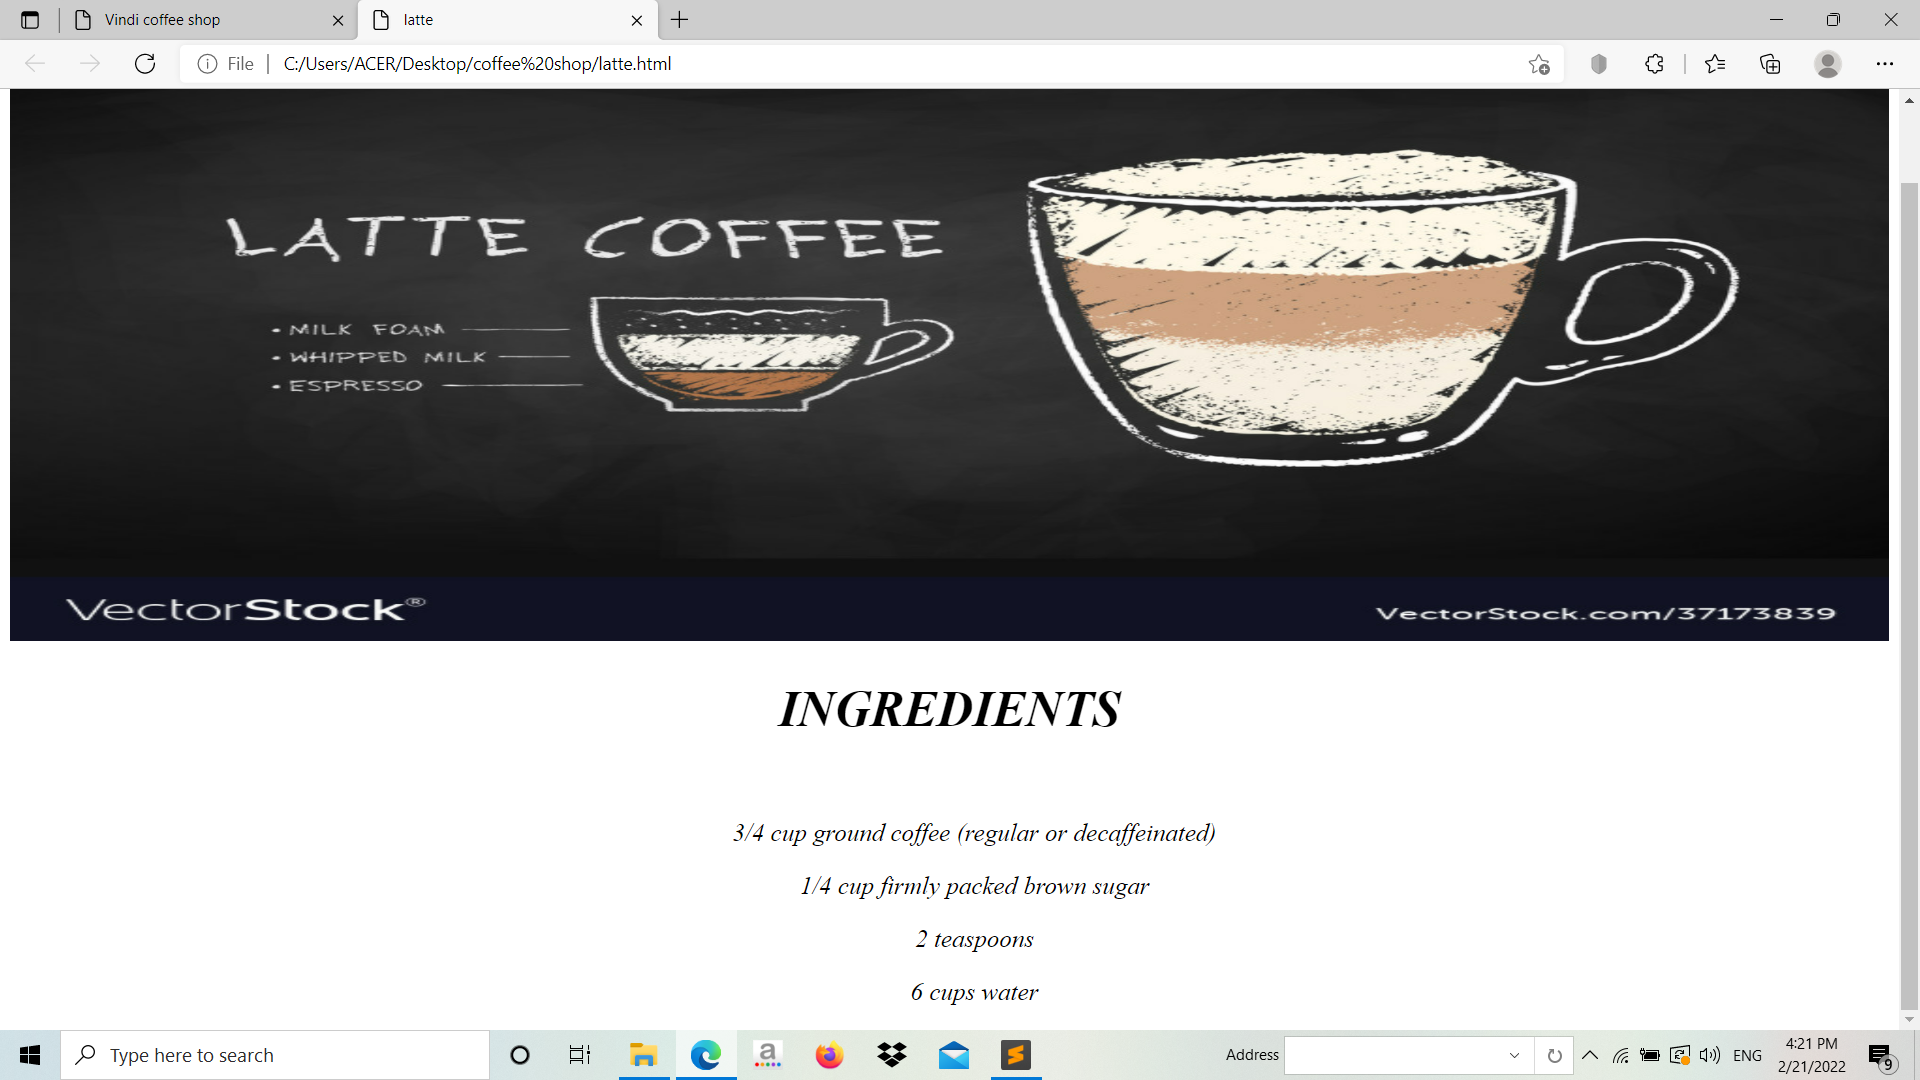 Vindi coffee shop
latte
File
C:/Users/ACER/Desktop/coffee%20shop/latte.html
LATTE COFFEE
• MILK FOAM
• WHIPPED MILK
• ESPRESSO
VectorStock®
VectorStock.com/37173839
INGREDIENTS
3/4 cup ground coffee (regular or decaffeinated)
1/4 cup firmly packed brown sugar
2 teaspoons
6 cups water
Type here to search
a
Address
ENG
4:21 PM
2/21/2022
9